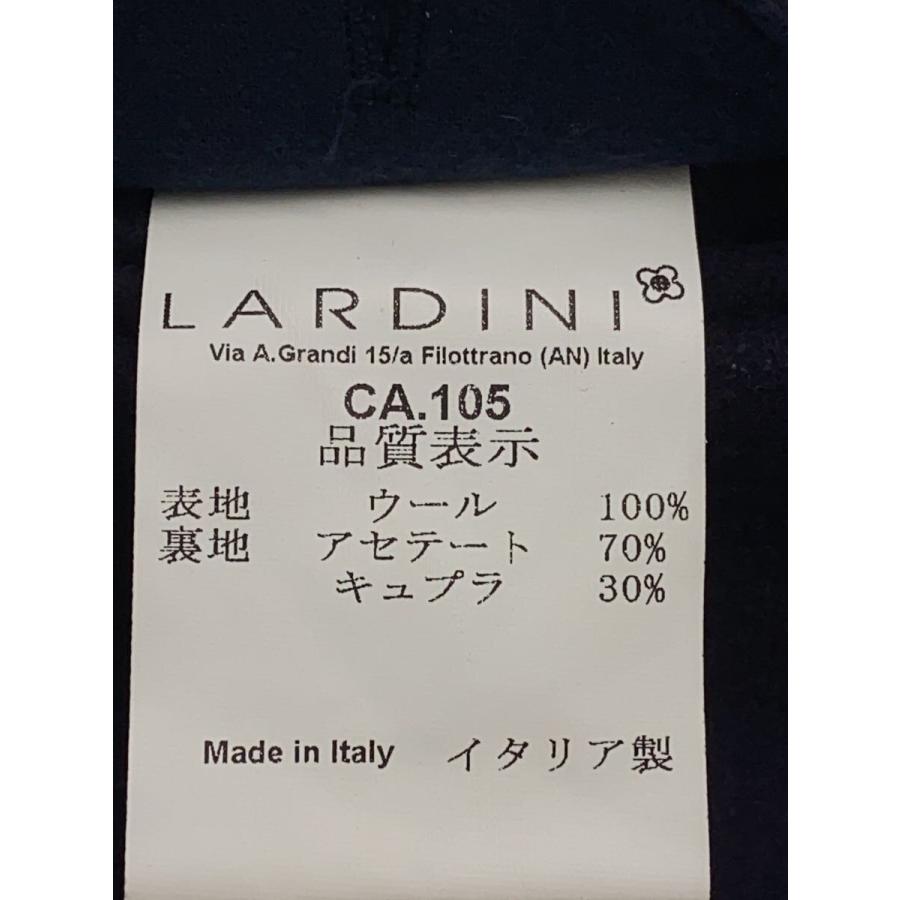 LARDINI
Via A.Grandi 15/a Filottrano (AN) Italy
CA.105
品質表示
表地 ウール 100%
裏地 アセテート 70%
キュプラ 30%
Made in Italy イタリア製